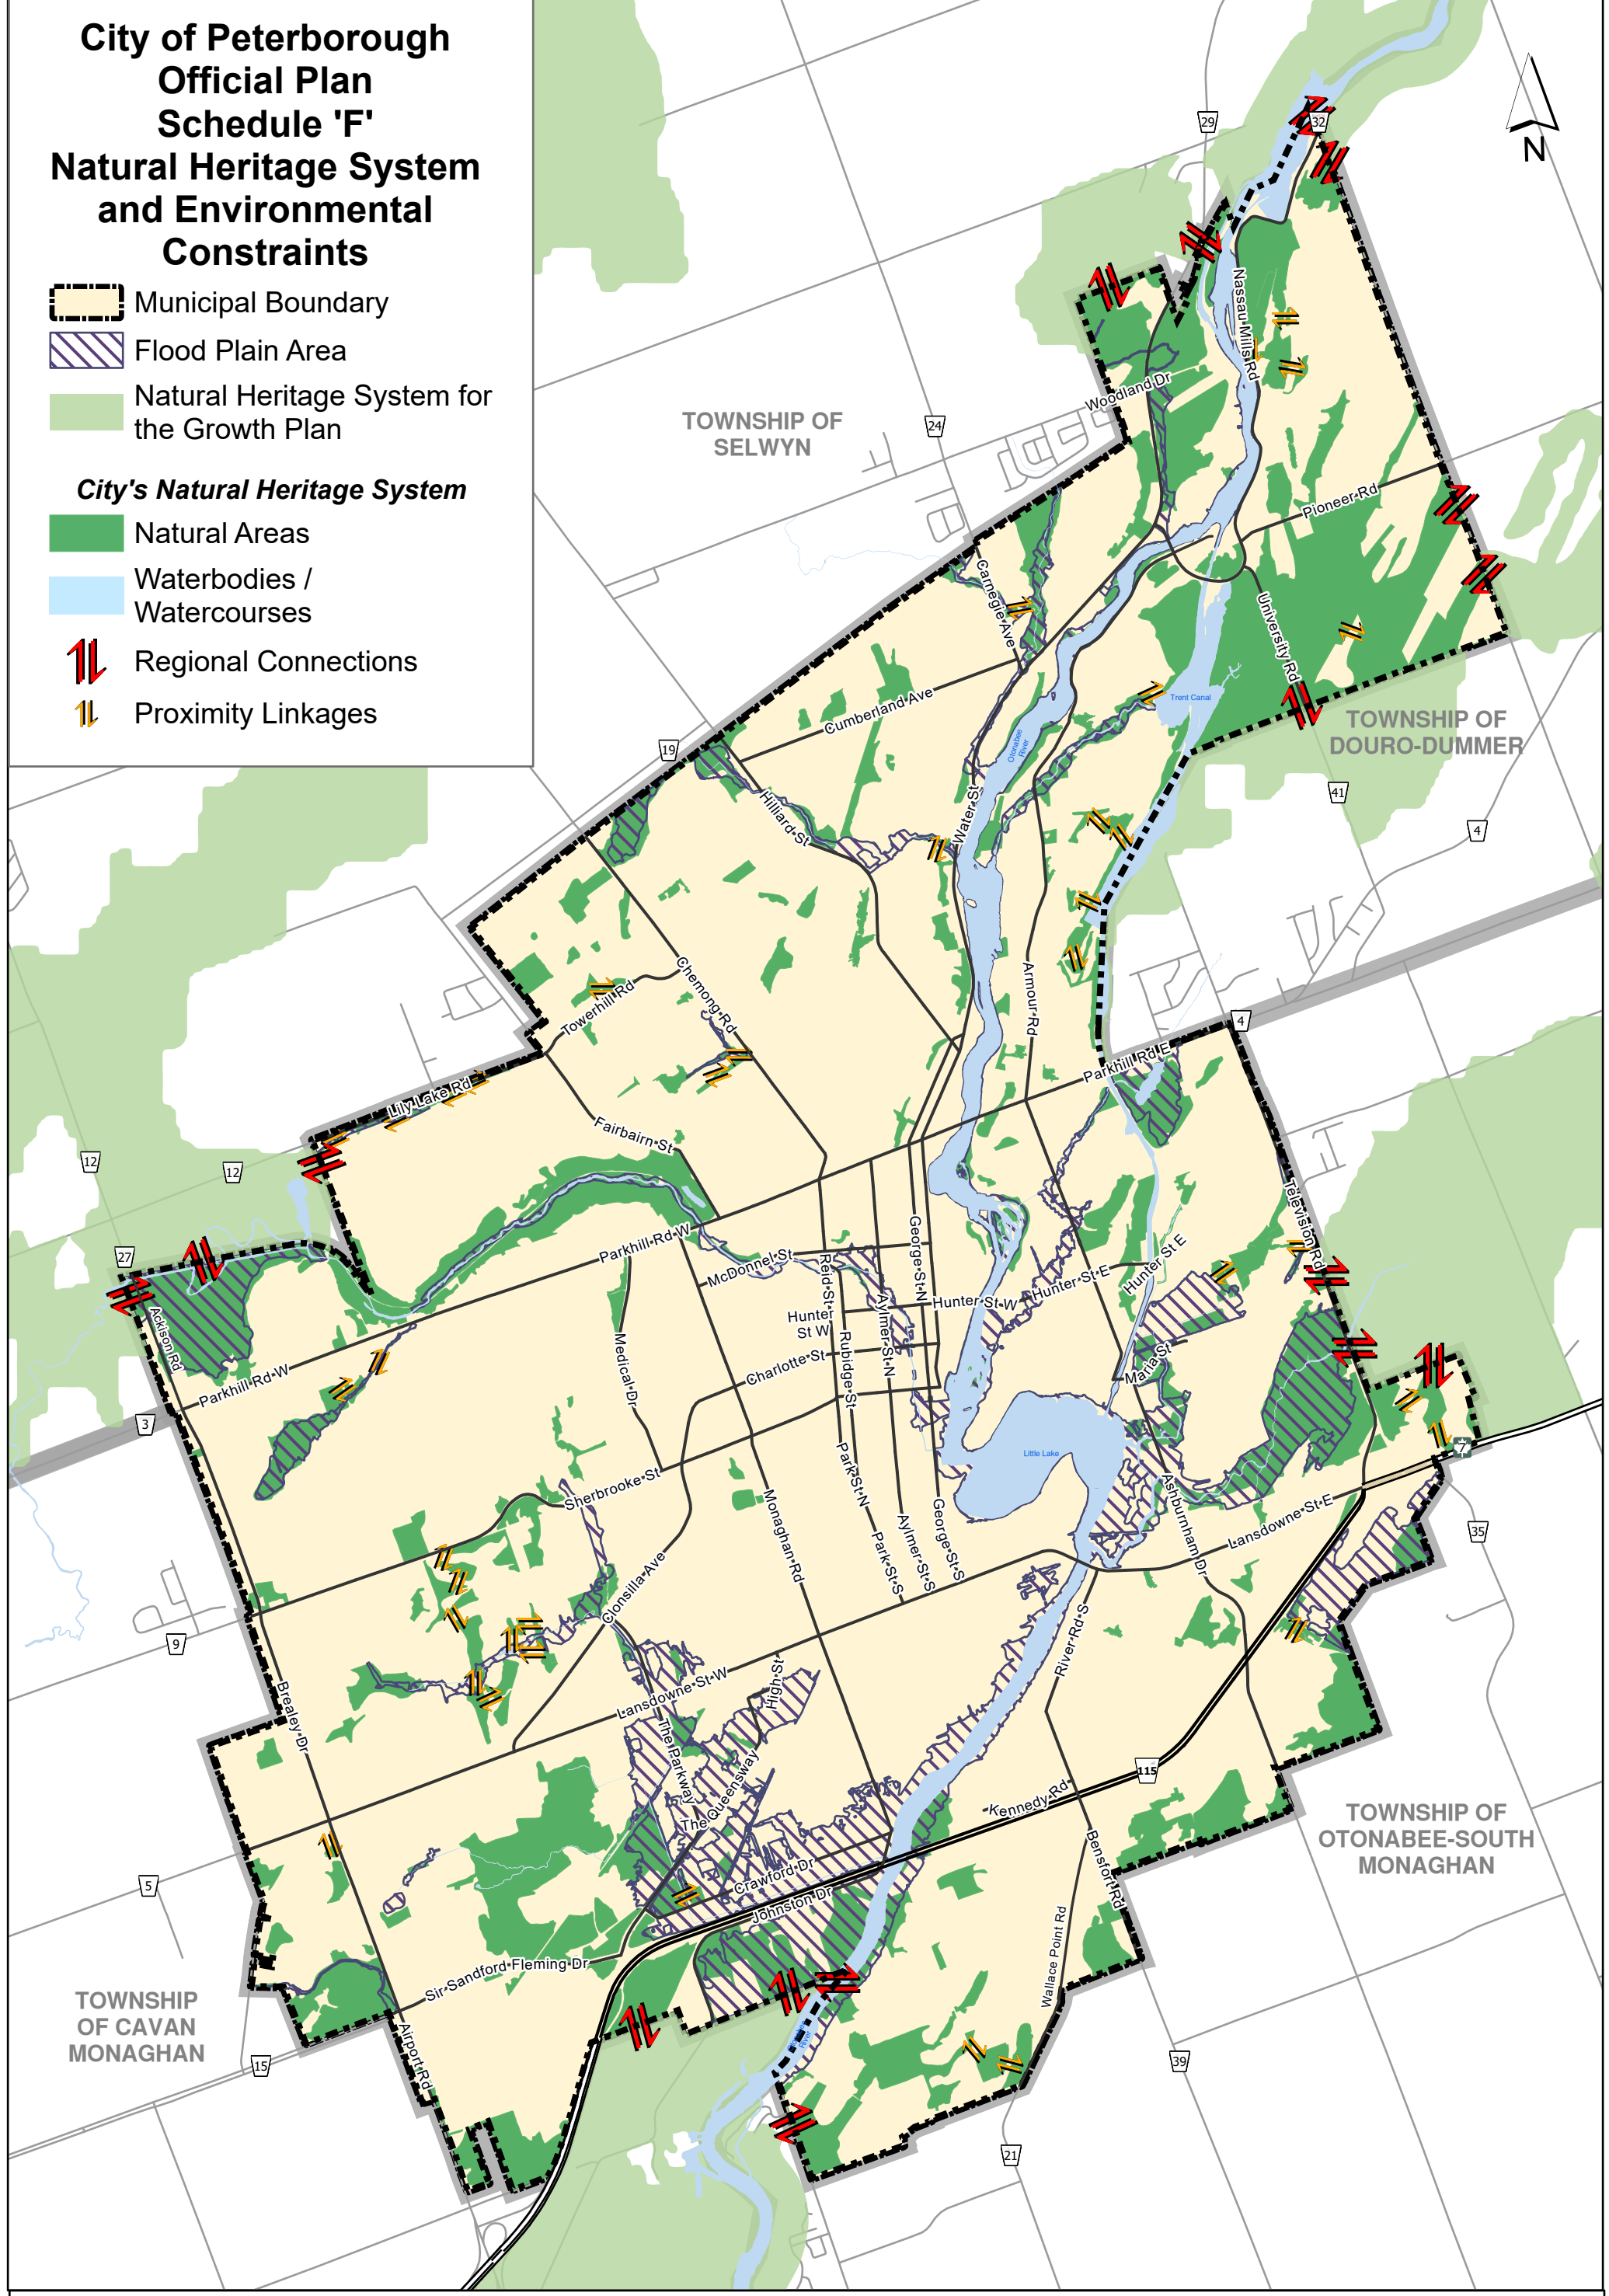 City of Peterborough
Official Plan
Schedule 'F'
Natural Heritage System
and Environmental
Constraints
Municipal Boundary
Flood Plain Area
Natural Heritage System for
the Growth Plan
City's Natural Heritage System
Natural Areas
Waterbodies /
Watercourses
Regional Connections
Proximity Linkages
N
29
32
Nassau Mills Rd
Woodland Dr
TOWNSHIP OF
SELWYN
24
Pioneer Rd
Carnegie Ave
University Rd
Cumberland Ave
Trent Canal
TOWNSHIP OF
DOURO-DUMMER
Otonabee
River
19
41
4
Hilliard St
Water St
Chemong Rd
Towerhill Rd
Armour Rd
4
Parkhill Rd E
Lily Lake Rd
Fairbairn St
12
12
Television Rd
27
Parkhill Rd W
McDonnel St
George St N
Reid St
Hunter St E
Hunter St E
Hunter St W
Hunter
St W
Aylmer St N
Rubidge St
Ackison Rd
Medical Dr
Charlotte St
Maria St
Parkhill Rd W
3
7
Little Lake
Park St N
Sherbrooke St
Monaghan Rd
George St S
Aylmer St S
Park St S
Ashburnham Dr
Lansdowne St E
35
Clonsilla Ave
9
River Rd S
High St
Lansdowne St W
Brealey Dr
The Parkway
The Queensway
115
Kennedy Rd
TOWNSHIP OF
OTONABEE-SOUTH
MONAGHAN
Bensfort Rd
5
Crawford Dr
Johnston Dr
Wallace Point Rd
Sir Sandford Fleming Dr
TOWNSHIP
OF CAVAN
MONAGHAN
Airport Rd
River
15
39
21